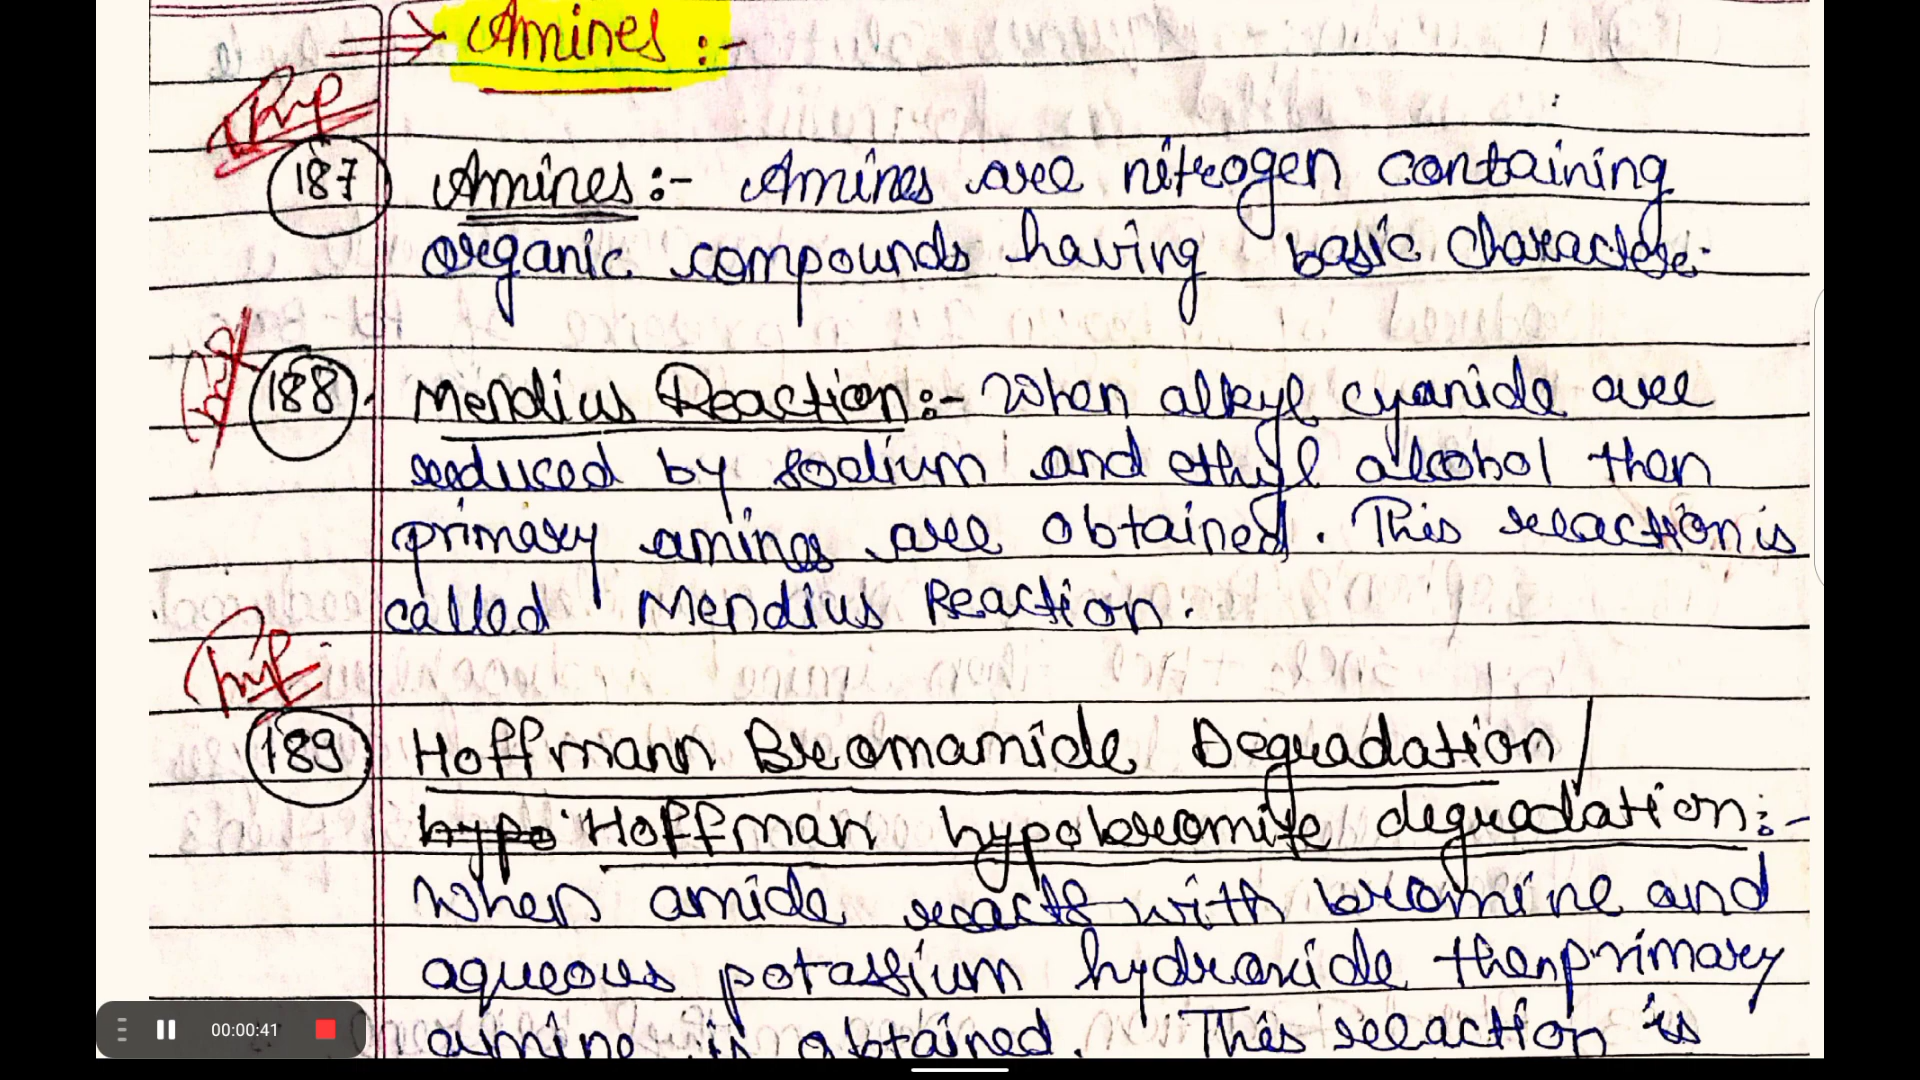 ⇒ Amines :-
Imp
187 Amines :- Amines are nitrogen containing
organic compounds having basic character.
Imp
188. Mendius Reaction :- When alkyl cyanide are
reduced by sodium and ethyl alcohol then
primary amines are obtained. This reaction is
called Mendius Reaction.
Imp
189 Hoffmann Bromamide Degradation /
hypo Hoffman hypobromite degradation :-
When amide reacts with bromine and
aqueous potassium hydroxide then primary
amine is obtained. This reaction is
00:00:41